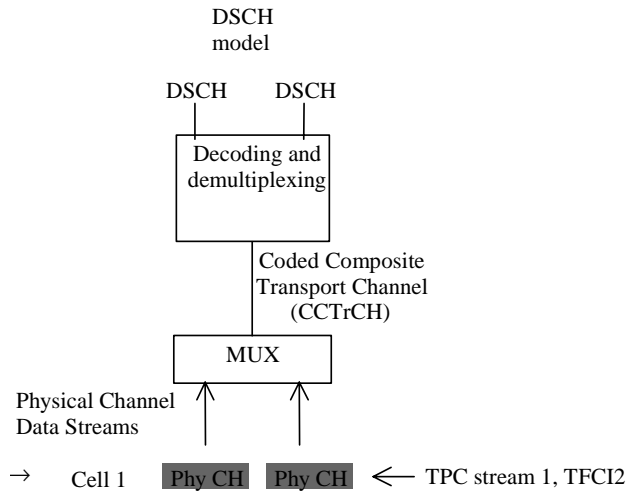 DSCH
model
DSCH DSCH
Decoding and
demultiplexing
Coded Composite
Transport Channel
(CCTrCH)
MUX
Physical Channel
Data Streams
→ Cell 1 Phy CH Phy CH TPC stream 1, TFCI2